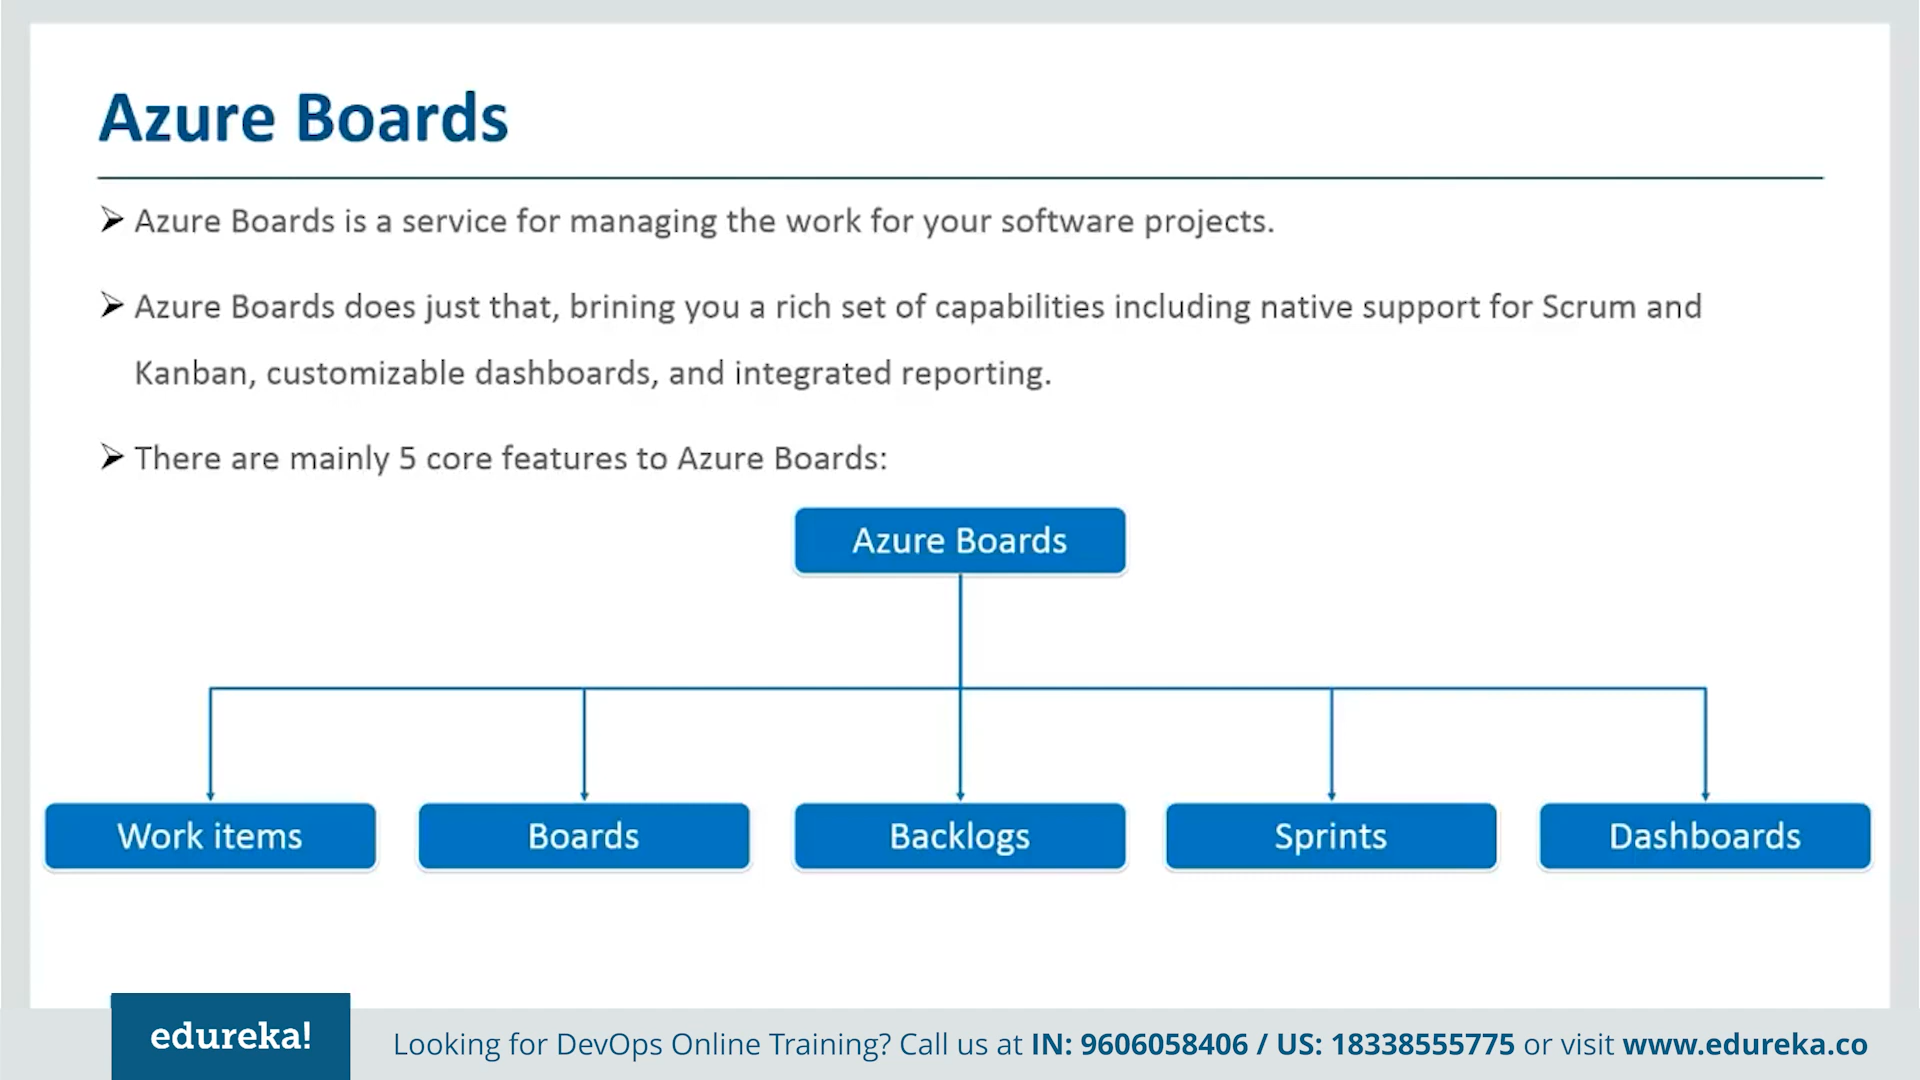 Azure Boards
Azure Boards is a service for managing the work for your software projects.
Azure Boards does just that, brining you a rich set of capabilities including native support for Scrum and
Kanban, customizable dashboards, and integrated reporting.
There are mainly 5 core features to Azure Boards:
Azure Boards
Work items
Boards
Backlogs
Sprints
Dashboards
edureka!
Looking for DevOps Online Training? Call us at IN: 9606058406 / US: 18338555775 or visit www.edureka.co